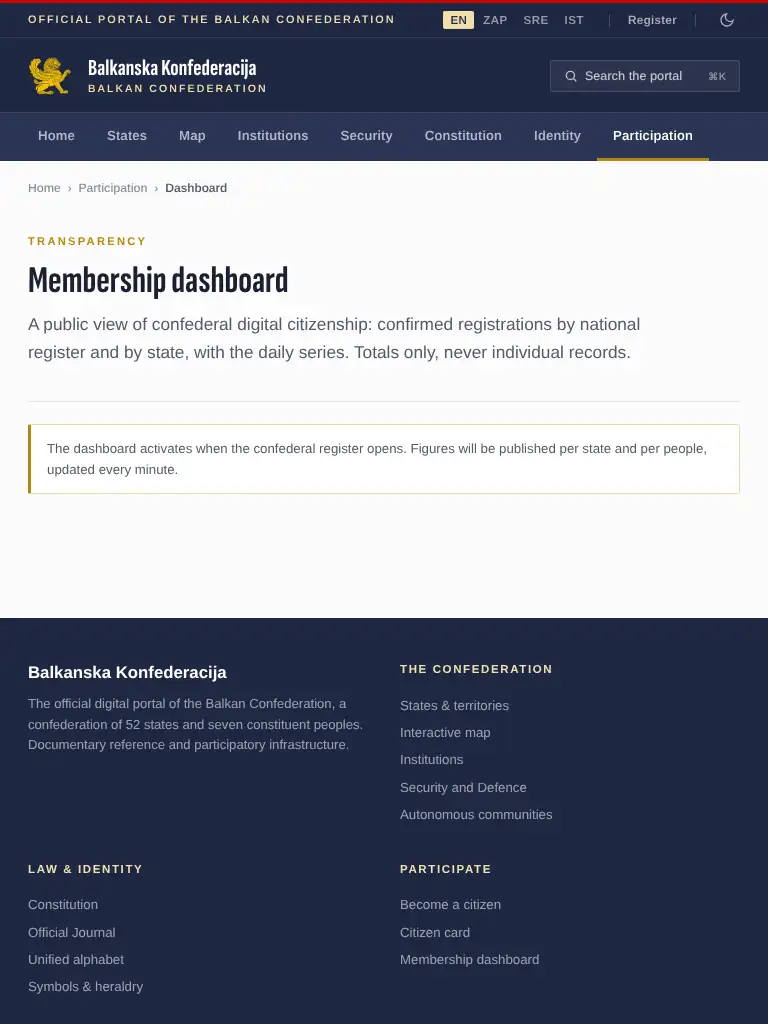 OFFICIAL PORTAL OF THE BALKAN CONFEDERATION
EN ZAP SRE IST Register
Balkanska Konfederacija
BALKAN CONFEDERATION
Search the portal ⌘K
Home States Map Institutions Security Constitution Identity Participation
Home › Participation › Dashboard
TRANSPARENCY
Membership dashboard
A public view of confederal digital citizenship: confirmed registrations by national
register and by state, with the daily series. Totals only, never individual records.
The dashboard activates when the confederal register opens. Figures will be published per state and per people,
updated every minute.
Balkanska Konfederacija
The official digital portal of the Balkan Confederation, a
confederation of 52 states and seven constituent peoples.
Documentary reference and participatory infrastructure.
THE CONFEDERATION
States & territories
Interactive map
Institutions
Security and Defence
Autonomous communities
LAW & IDENTITY
Constitution
Official Journal
Unified alphabet
Symbols & heraldry
PARTICIPATE
Become a citizen
Citizen card
Membership dashboard